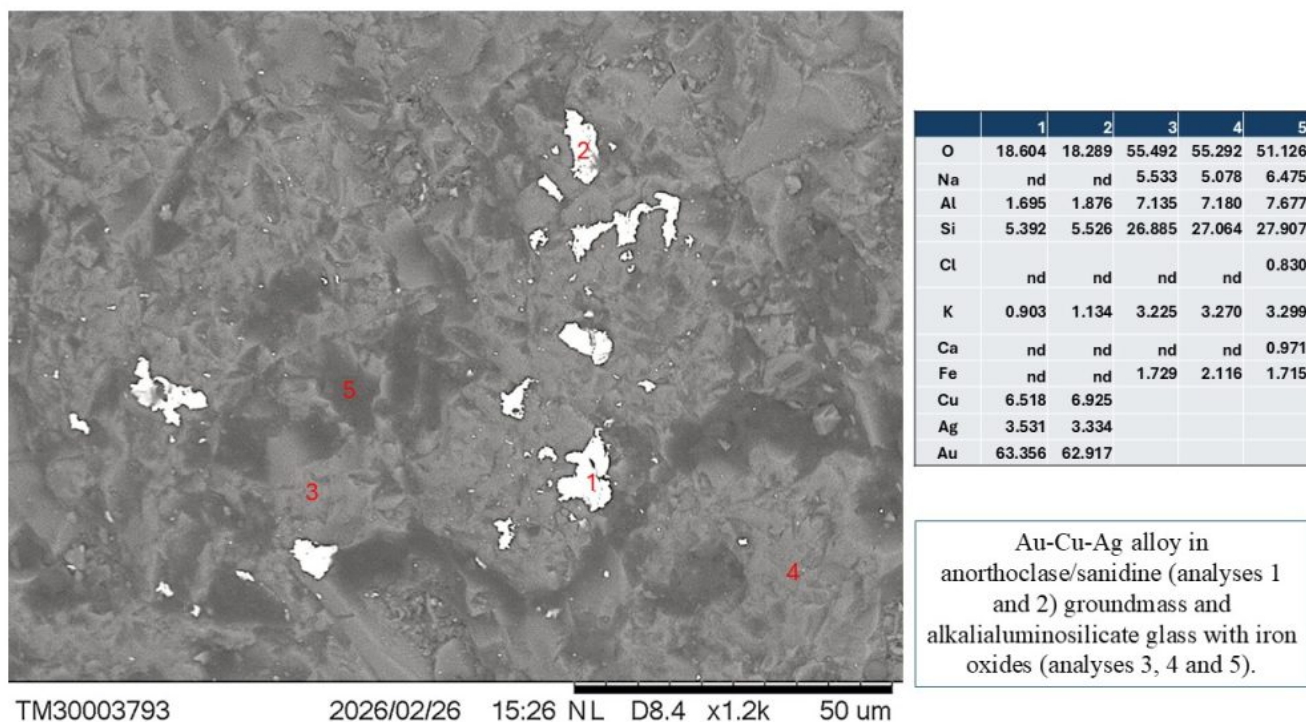 2
5
1
3
4
TM30003793 2026/02/26 15:26 NL D8.4 x1.2k 50 um
1 2 3 4 5
O 18.604 18.289 55.492 55.292 51.126
Na nd nd 5.533 5.078 6.475
Al 1.695 1.876 7.135 7.180 7.677
Si 5.392 5.526 26.885 27.064 27.907
Cl nd nd nd nd 0.830
K 0.903 1.134 3.225 3.270 3.299
Ca nd nd nd nd 0.971
Fe nd nd 1.729 2.116 1.715
Cu 6.518 6.925
Ag 3.531 3.334
Au 63.356 62.917
Au-Cu-Ag alloy in
anorthoclase/sanidine (analyses 1
and 2) groundmass and
alkalialuminosilicate glass with iron
oxides (analyses 3, 4 and 5).